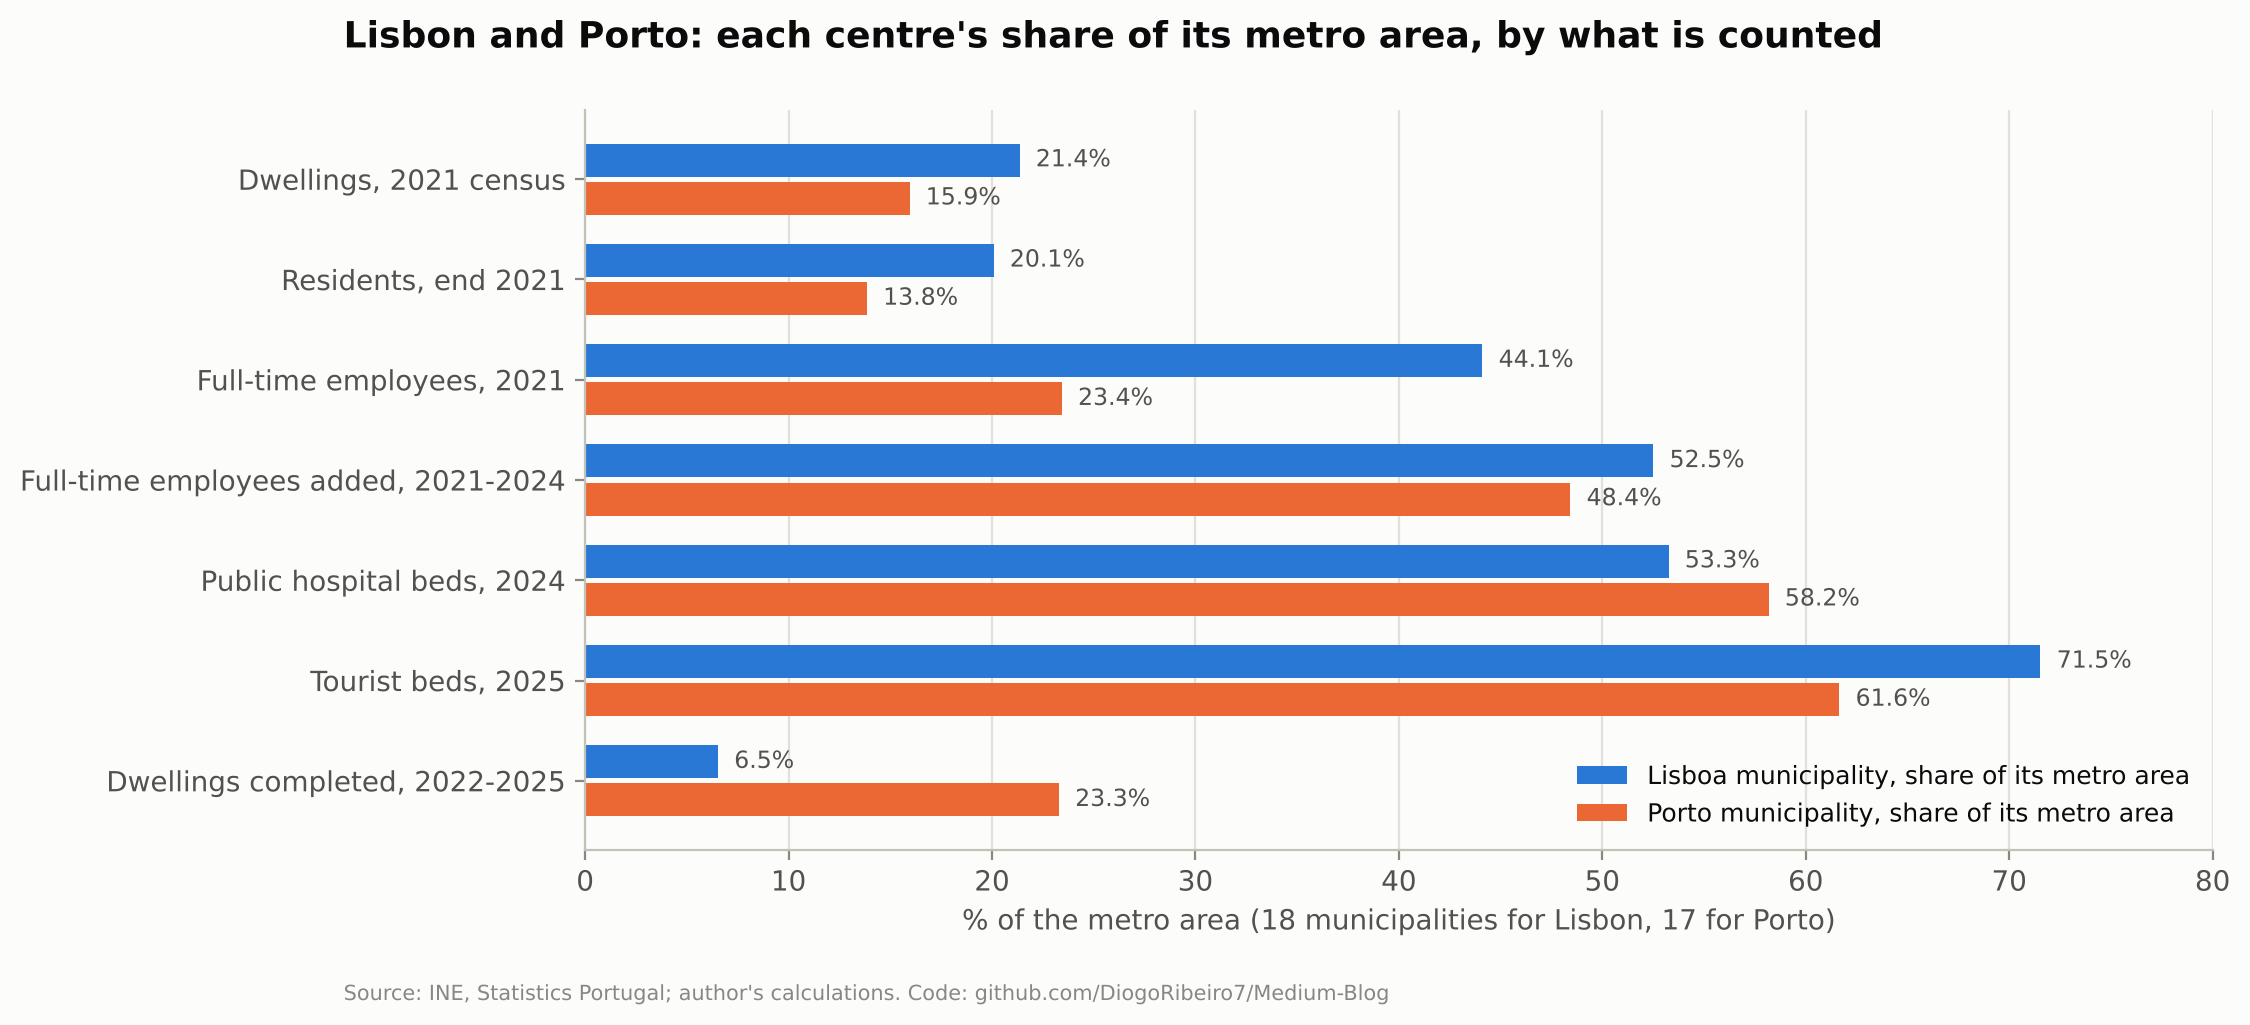 Lisbon and Porto: each centre's share of its metro area, by what is counted
Dwellings, 2021 census
21.4%
15.9%
Residents, end 2021
20.1%
13.8%
Full-time employees, 2021
44.1%
23.4%
Full-time employees added, 2021-2024
52.5%
48.4%
Public hospital beds, 2024
53.3%
58.2%
Tourist beds, 2025
71.5%
61.6%
Dwellings completed, 2022-2025
6.5%
23.3%
Lisboa municipality, share of its metro area
Porto municipality, share of its metro area
0 10 20 30 40 50 60 70 80
% of the metro area (18 municipalities for Lisbon, 17 for Porto)
Source: INE, Statistics Portugal; author's calculations. Code: github.com/DiogoRibeiro7/Medium-Blog